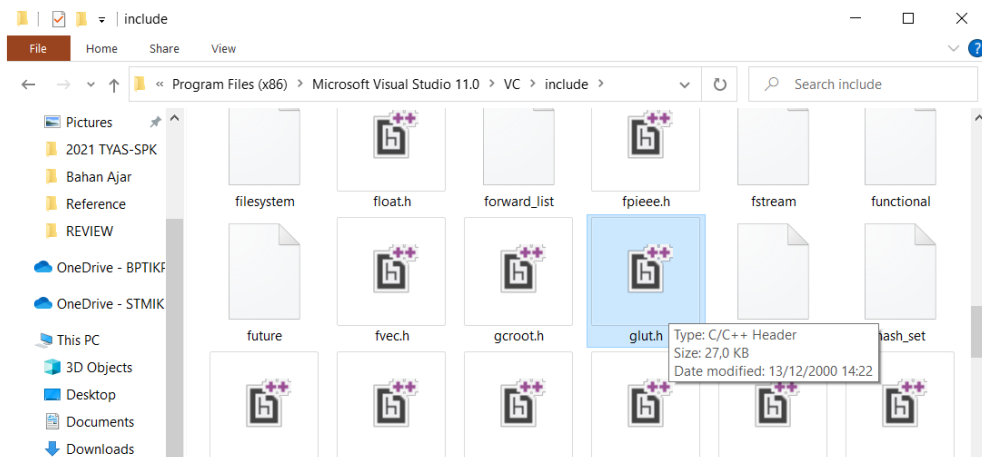 include
File Home Share View
« Program Files (x86) > Microsoft Visual Studio 11.0 > VC > include >
Search include
Pictures
2021 TYAS-SPK
Bahan Ajar
Reference
REVIEW
OneDrive - BPTIKP
OneDrive - STMIK
This PC
3D Objects
Desktop
Documents
Downloads
filesystem float.h forward_list fpieee.h fstream functional
future fvec.h gcroot.h glut.h hash_set
Type: C/C++ Header
Size: 27,0 KB
Date modified: 13/12/2000 14:22